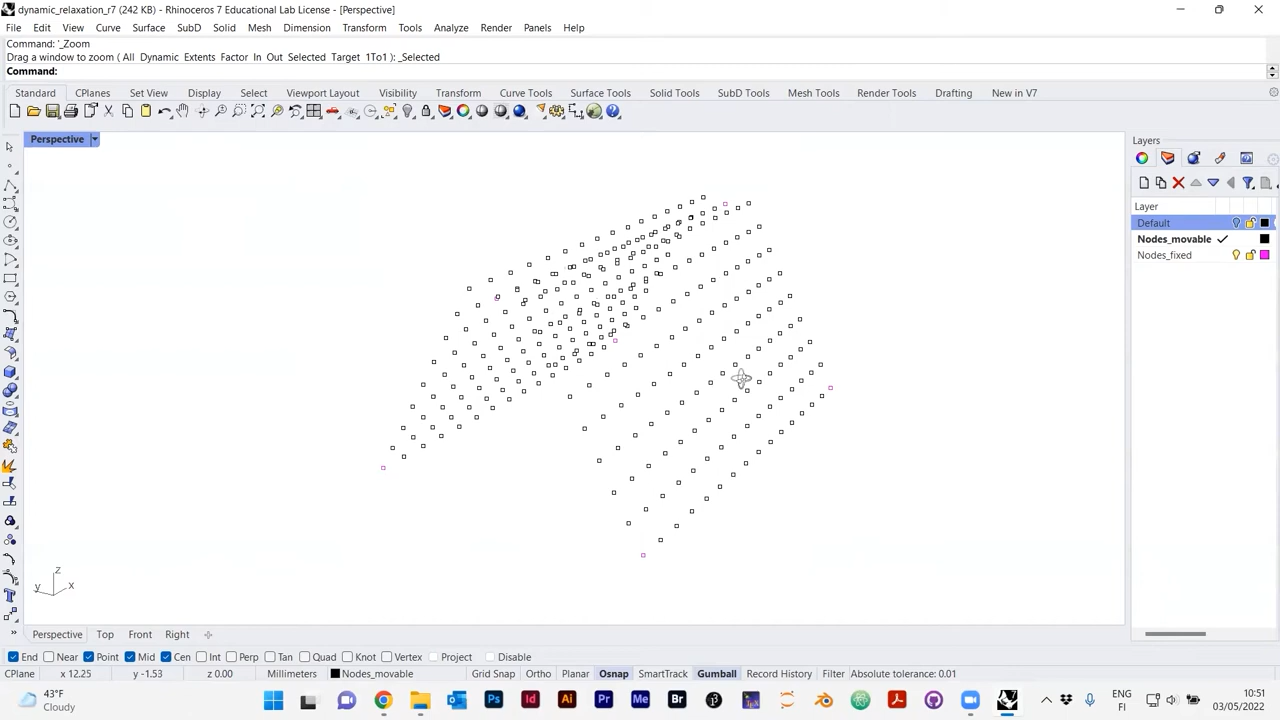 dynamic_relaxation_r7 (242 KB) - Rhinoceros 7 Educational Lab License - [Perspective]
File Edit View Curve Surface SubD Solid Mesh Dimension Transform Tools Analyze Render Panels Help
Command: '_Zoom
Drag a window to zoom ( All Dynamic Extents Factor In Out Selected Target 1To1 ): _Selected
Command:
Standard CPlanes Set View Display Select Viewport Layout Visibility Transform Curve Tools Surface Tools Solid Tools SubD Tools Mesh Tools Render Tools Drafting New in V7
Perspective
Layers
Layer
Default
Nodes_movable
Nodes_fixed
z
y x
Perspective Top Front Right
End Near Point Mid Cen Int Perp Tan Quad Knot Vertex Project Disable
CPlane x 12.25 y -1.53 z 0.00 Millimeters Nodes_movable Grid Snap Ortho Planar Osnap SmartTrack Gumball Record History Filter Absolute tolerance: 0.01
43°F
Cloudy
Ps Id Ai Pr Me Br
ENG
FI
10:51
03/05/2022